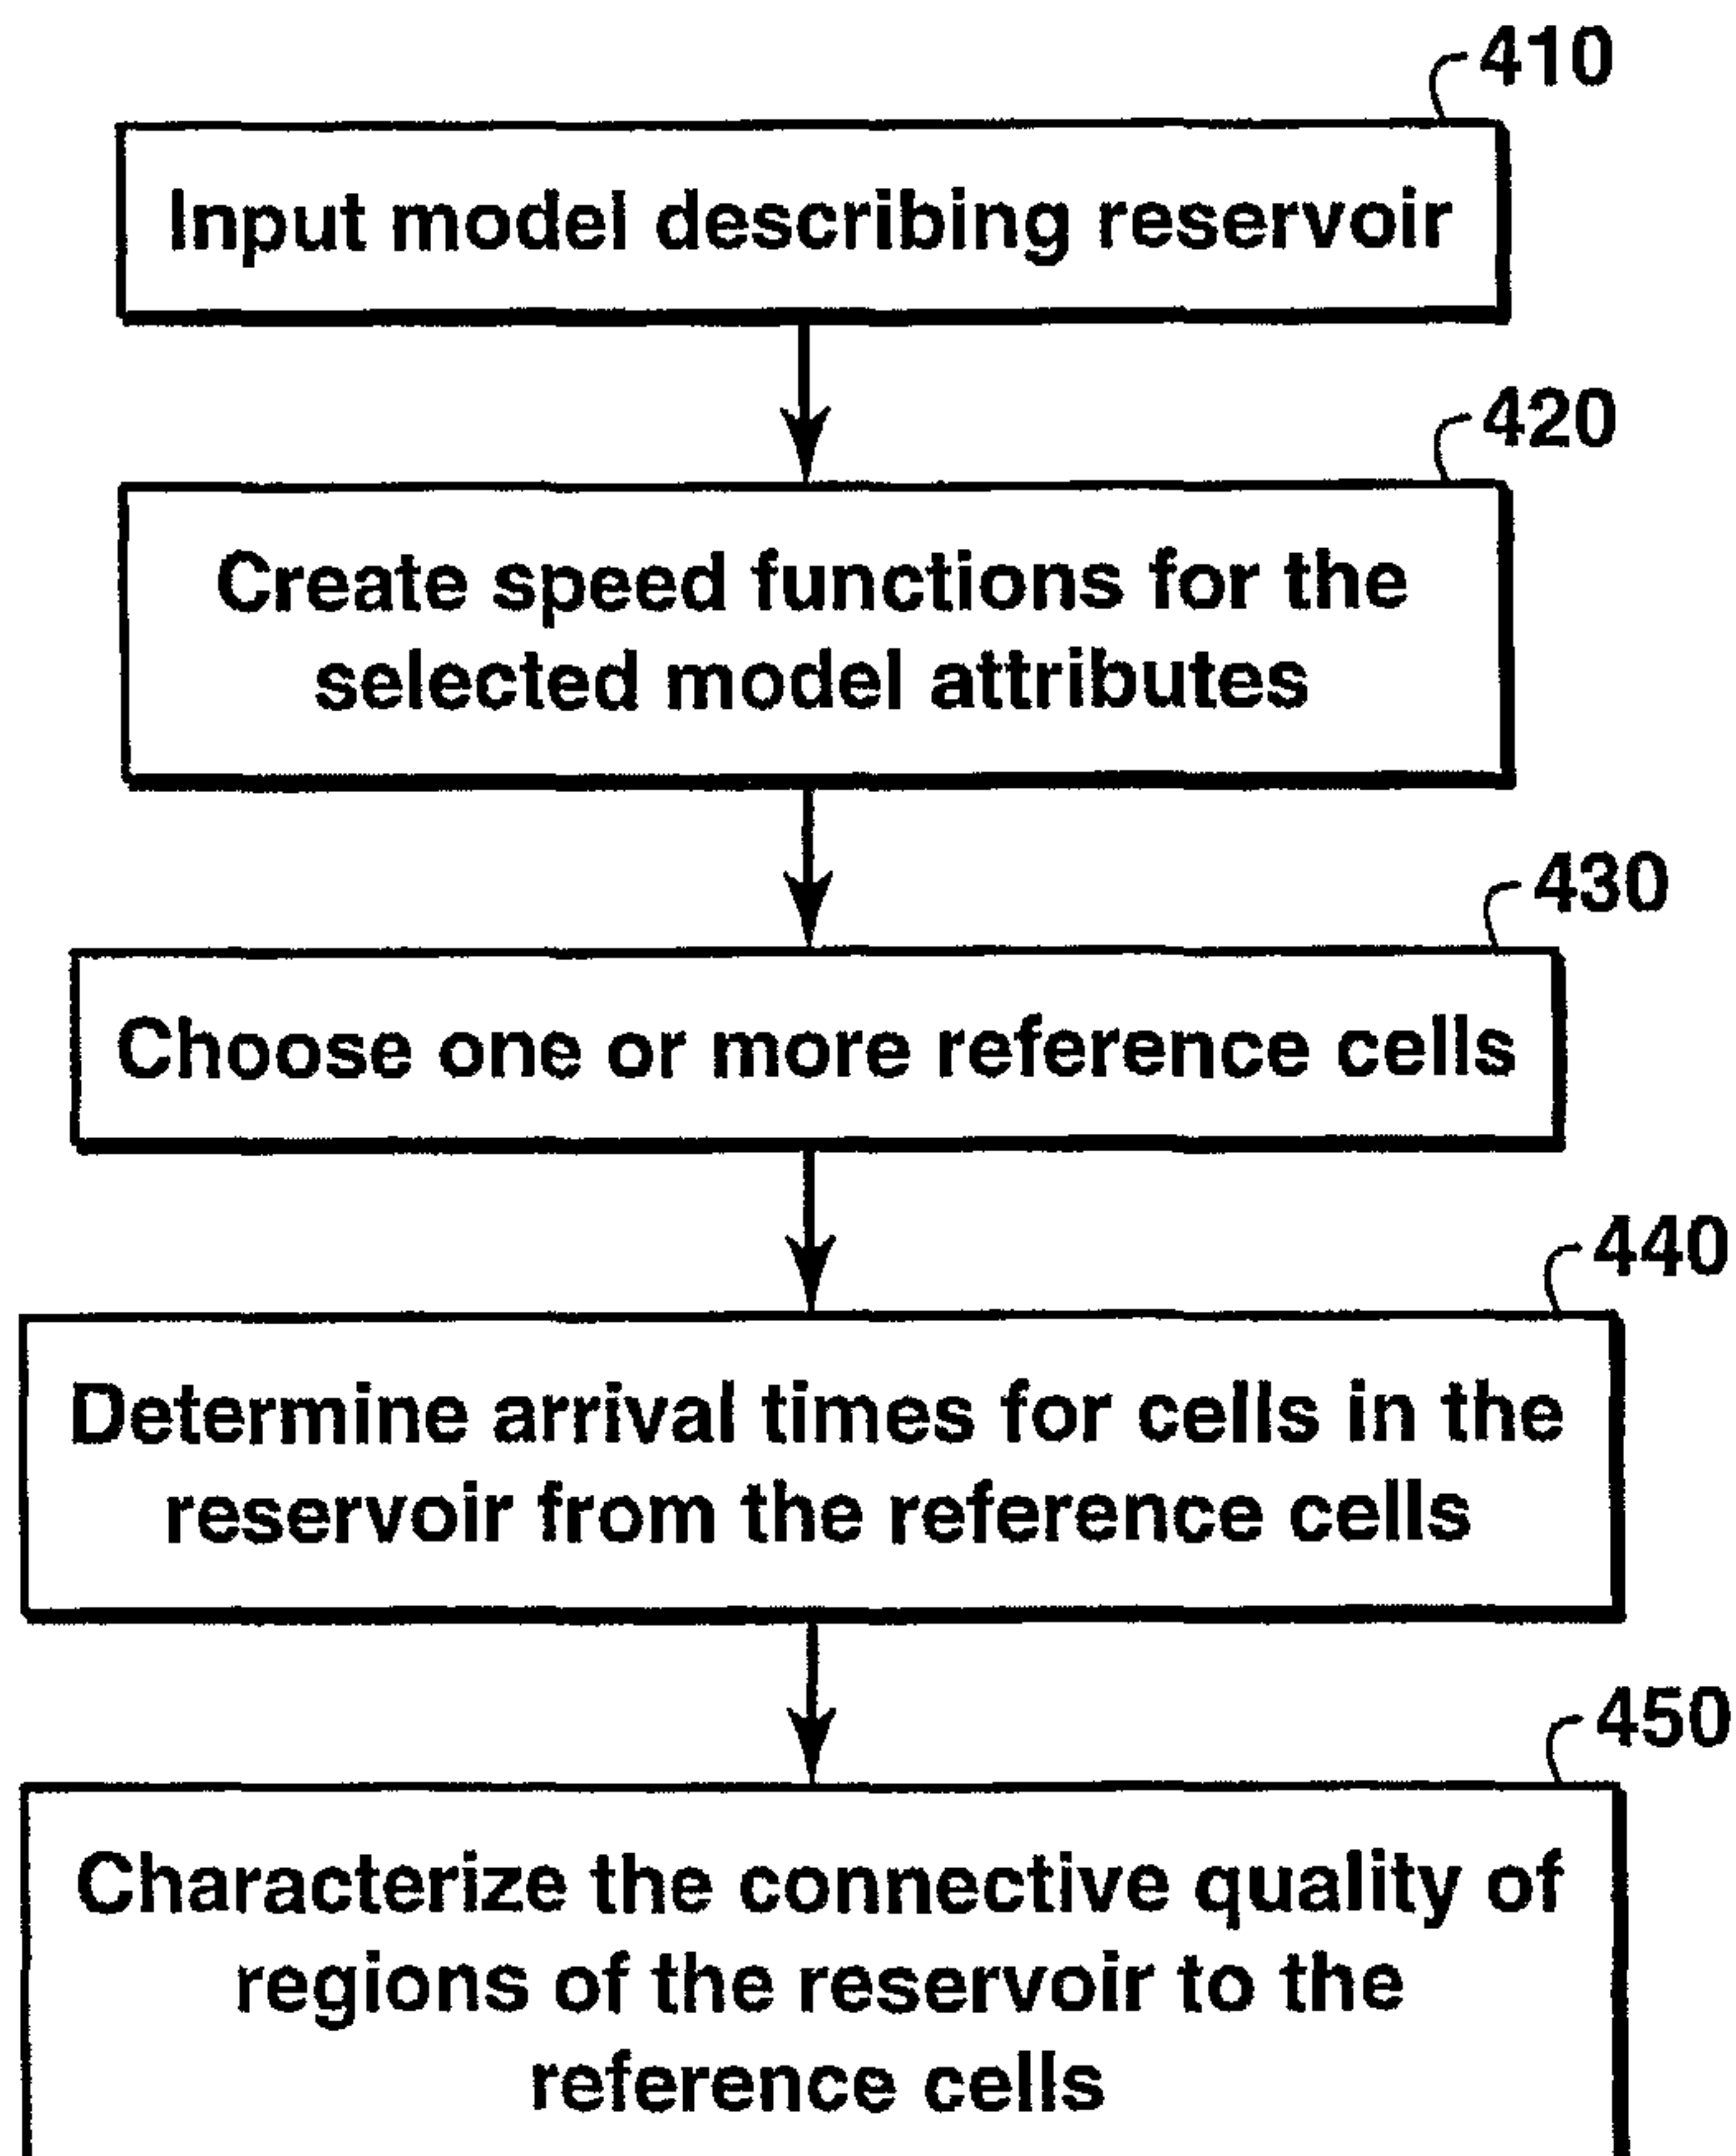 410
Input model describing reservoir
420
Create speed functions for the
selected model attributes
430
Choose one or more reference cells
440
Determine arrival times for cells in the
reservoir from the reference cells
450
Characterize the connective quality of
regions of the reservoir to the
reference cells